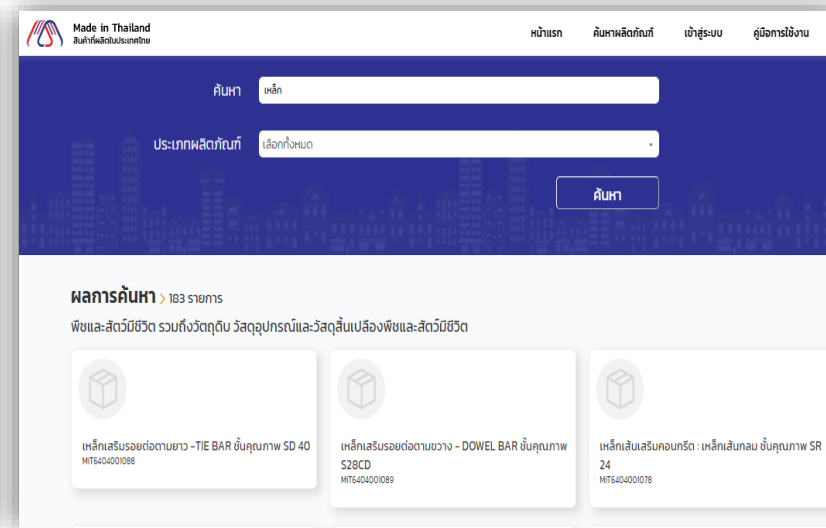 Made in Thailand
สินค้าที่ผลิตในประเทศไทย
หน้าแรก ค้นหาผลิตภัณฑ์ เข้าสู่ระบบ คู่มือการใช้งาน
ค้นหา เหล็ก
ประเภทผลิตภัณฑ์ เลือกทั้งหมด
ค้นหา
ผลการค้นหา > 183 รายการ
พืชและสัตว์มีชีวิต รวมถึงวัตถุดิบ วัสดุอุปกรณ์และวัสดุสิ้นเปลืองพืชและสัตว์มีชีวิต
เหล็กเสริมรอยต่อตามยาว -TIE BAR ชั้นคุณภาพ SD 40
MiT6404001088
เหล็กเสริมรอยต่อตามขวาง - DOWEL BAR ชั้นคุณภาพ
S28CD
MiT6404001089
เหล็กเส้นเสริมคอนกรีต : เหล็กเส้นกลม ชั้นคุณภาพ SR
24
MiT6404001078